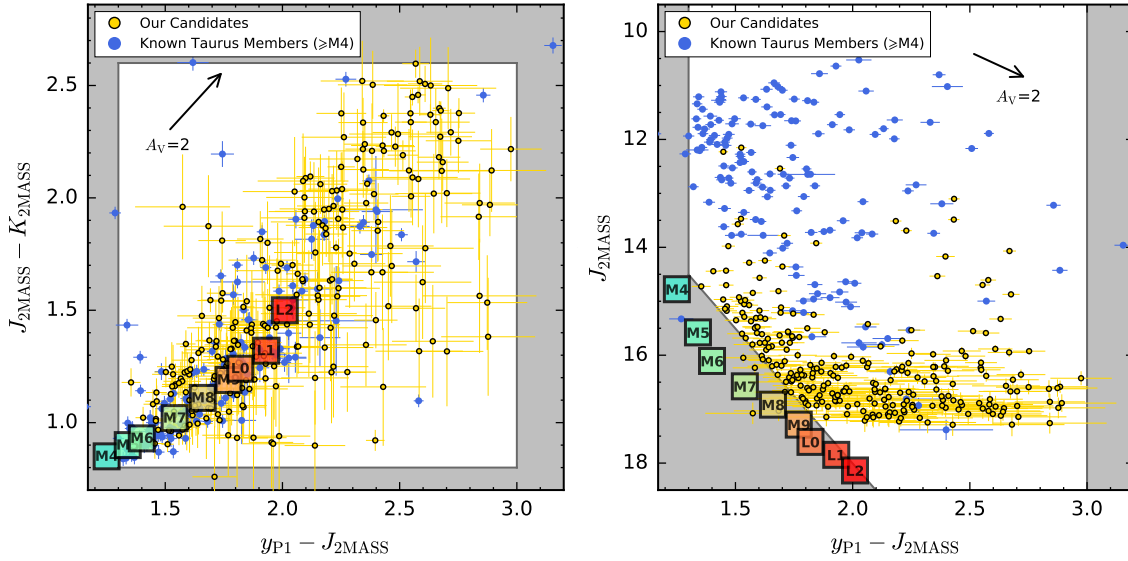 Our Candidates
Known Taurus Members (⩾M4)
A_V=2
2.5
2.0
1.5
1.0
J_2MASS − K_2MASS
L2
L1
L0
M
M8
M7
M6
M
M4
1.5
2.0
2.5
3.0
y_P1 − J_2MASS
Our Candidates
Known Taurus Members (⩾M4)
A_V=2
10
12
14
16
18
J_2MASS
M4
M5
M6
M7
M8
M9
L0
L1
L2
1.5
2.0
2.5
3.0
y_P1 − J_2MASS